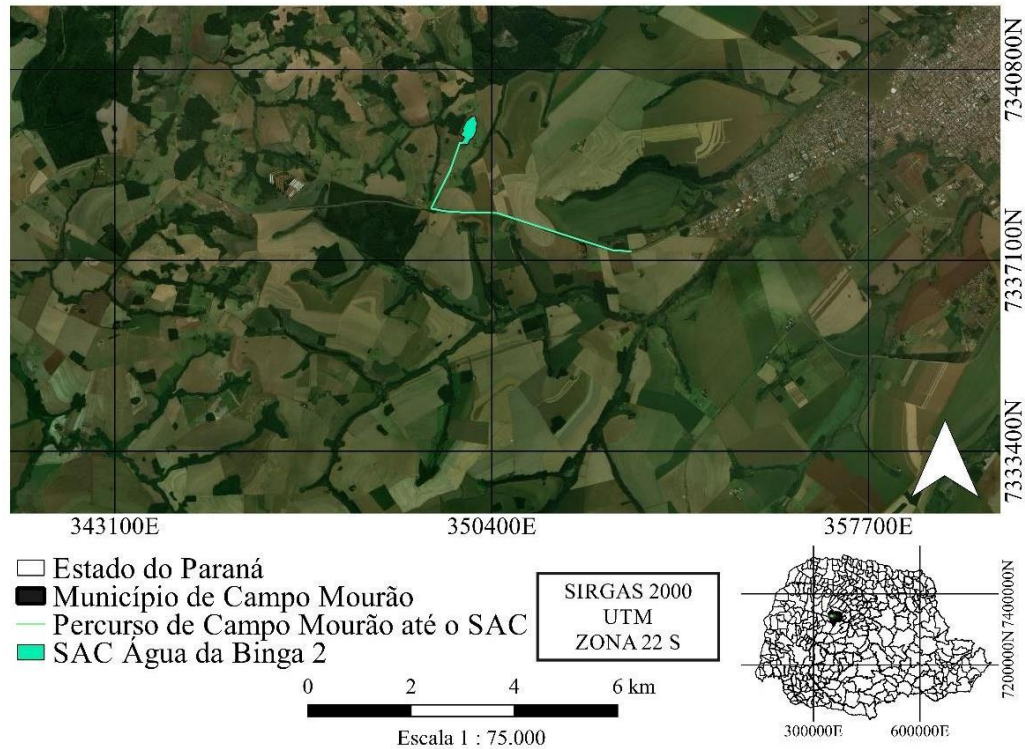 7340800N
7337100N
7333400N
343100E
350400E
357700E
Estado do Paraná
Município de Campo Mourão
Percurso de Campo Mourão até o SAC
SAC Água da Binga 2
SIRGAS 2000
UTM
ZONA 22 S
0 2 4 6 km
Escala 1 : 75.000
7400000N
7200000N
300000E
600000E